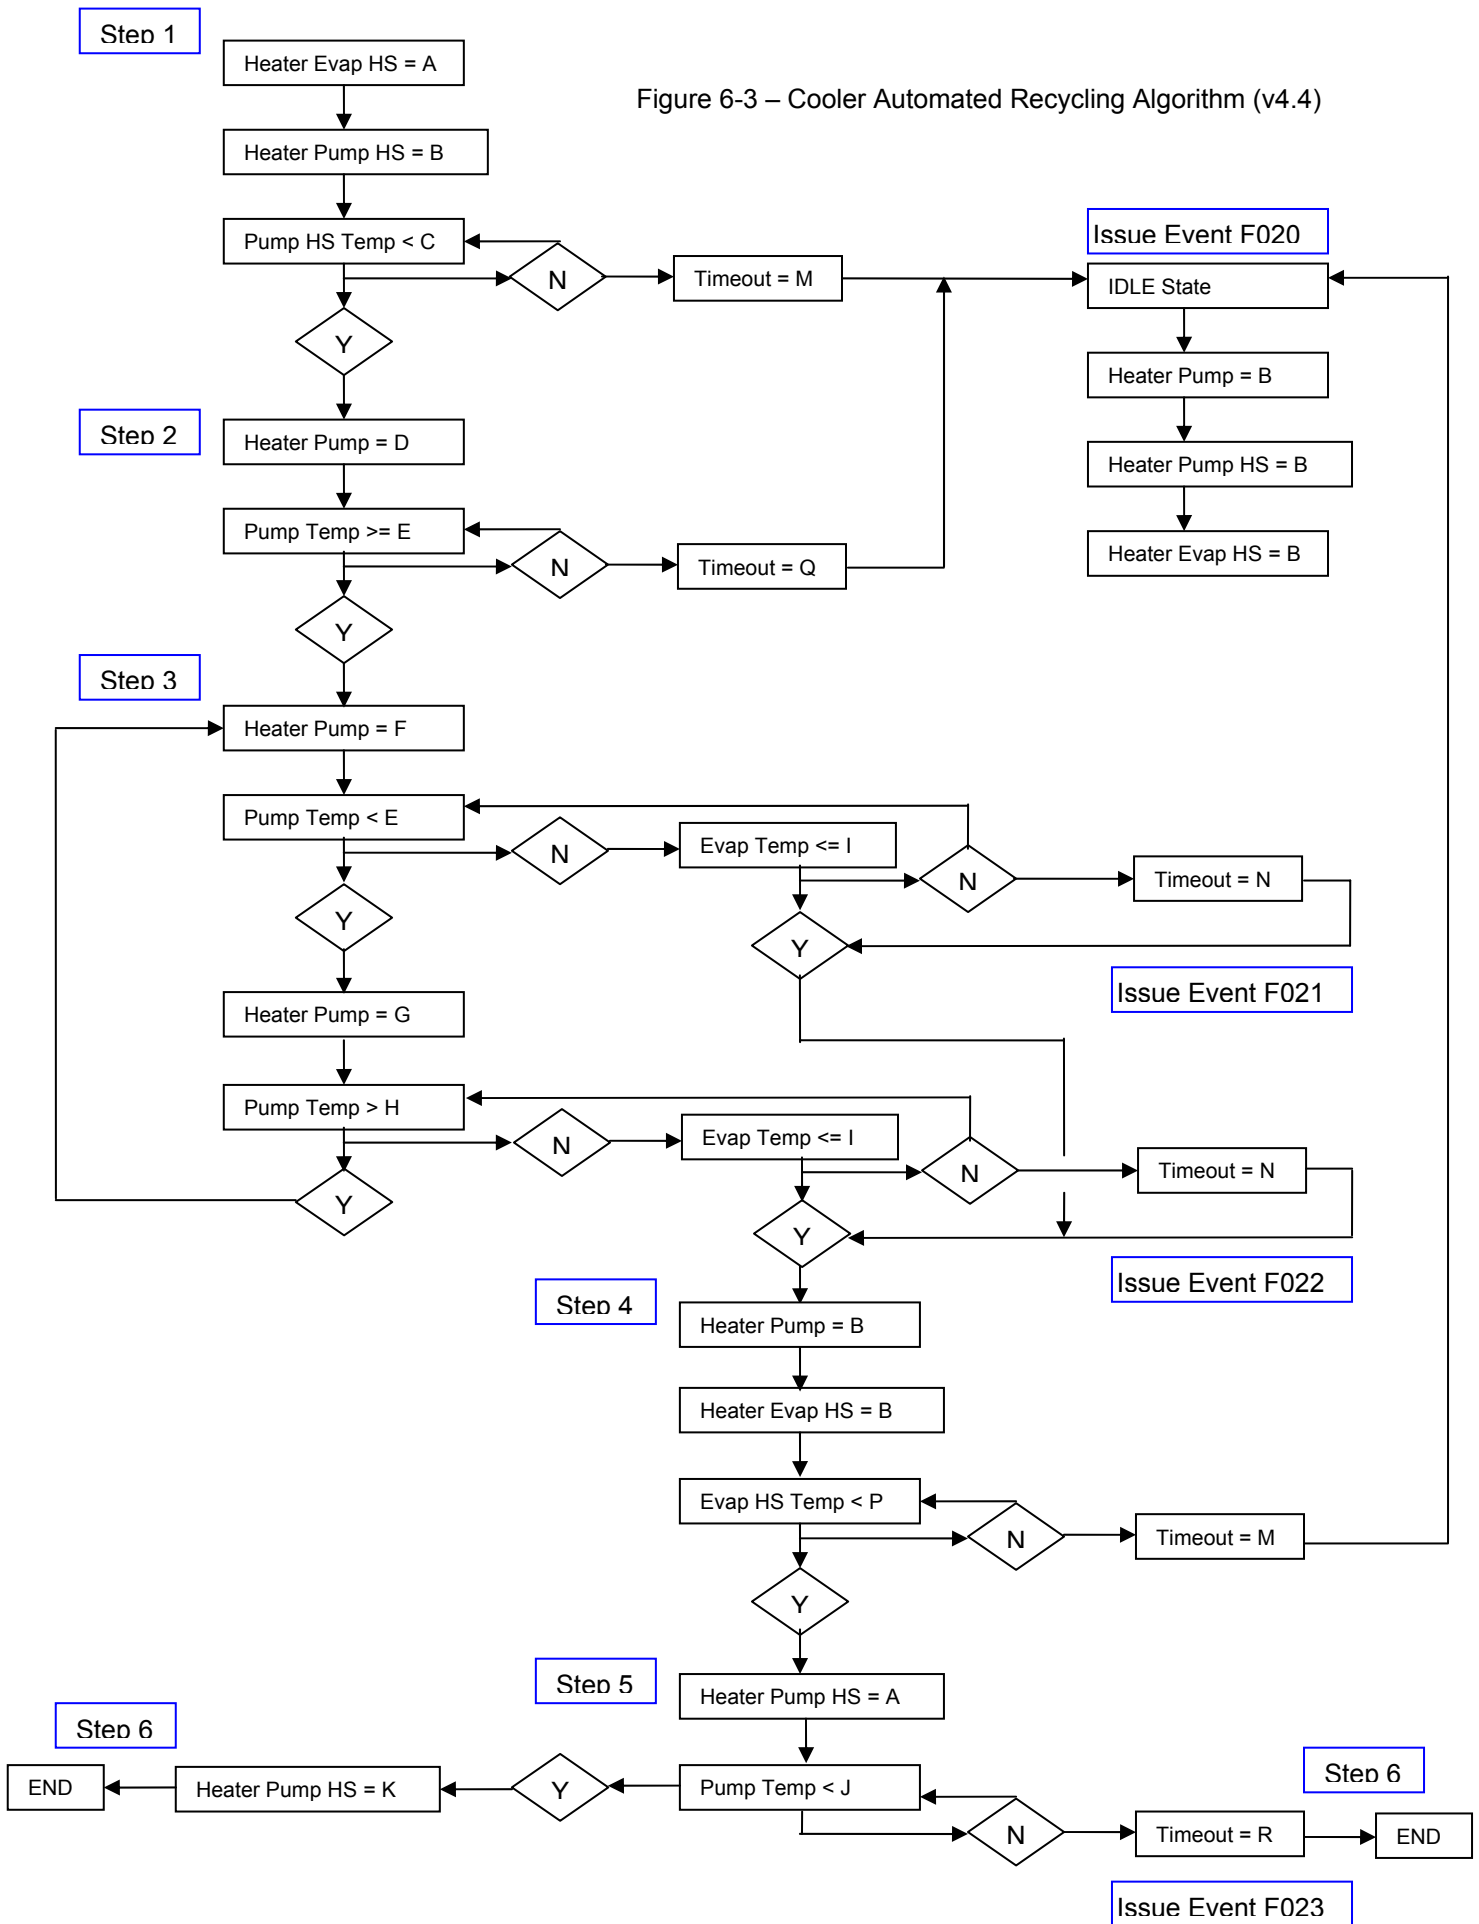 Step 1
Heater Evap HS = A
Figure 6-3 – Cooler Automated Recycling Algorithm (v4.4)
Heater Pump HS = B
Pump HS Temp < C
N
Timeout = M
Issue Event F020
IDLE State
Y
Heater Pump = B
Step 2
Heater Pump = D
Heater Pump HS = B
Pump Temp >= E
N
Timeout = Q
Heater Evap HS = B
Y
Step 3
Heater Pump = F
Pump Temp < E
N
Evap Temp <= I
N
Timeout = N
Y
Y
Issue Event F021
Heater Pump = G
Pump Temp > H
N
Evap Temp <= I
N
Timeout = N
Y
Y
Issue Event F022
Step 4
Heater Pump = B
Heater Evap HS = B
Evap HS Temp < P
N
Timeout = M
Y
Step 5
Heater Pump HS = A
Step 6
END
Heater Pump HS = K
Y
Pump Temp < J
N
Timeout = R
Step 6
END
Issue Event F023